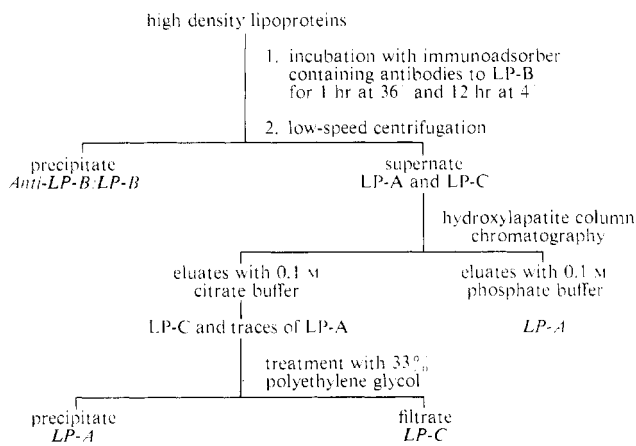 high density lipoproteins
1. incubation with immunoadsorber
containing antibodies to LP-B
for 1 hr at 36° and 12 hr at 4°
2. low-speed centrifugation
precipitate
Anti-LP-B:LP-B
supernate
LP-A and LP-C
hydroxylapatite column
chromatography
eluates with 0.1 M
citrate buffer
eluates with 0.1 M
phosphate buffer
LP-C and traces of LP-A
LP-A
treatment with 33%
polyethylene glycol
precipitate
LP-A
filtrate
LP-C